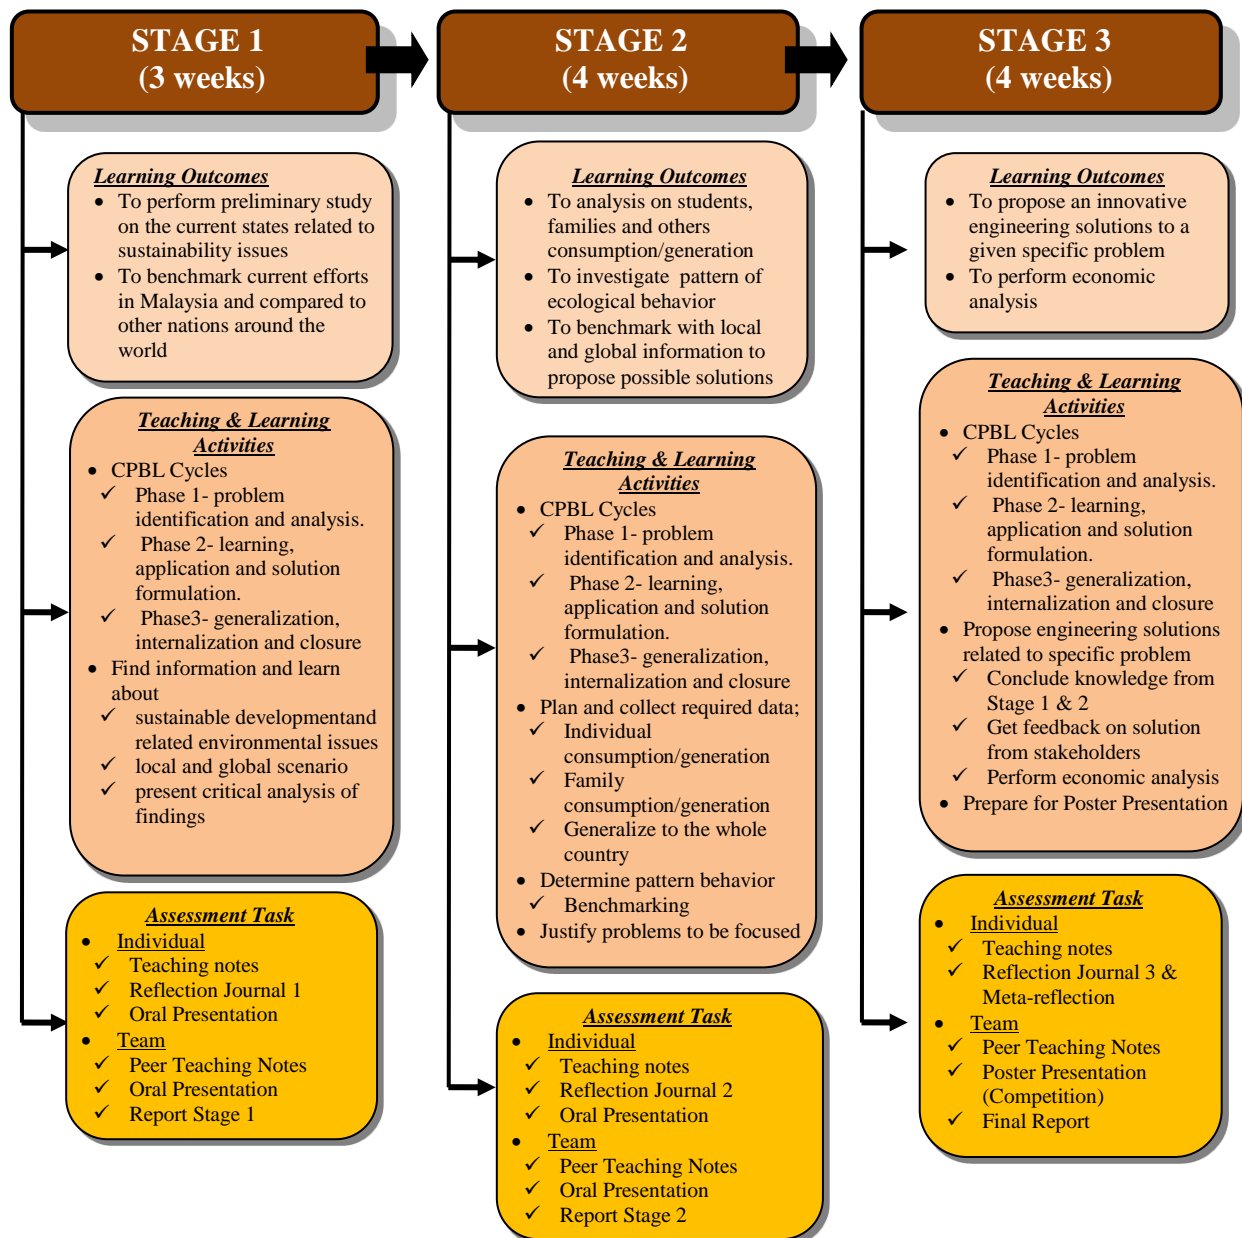 STAGE 1
(3 weeks)
Learning Outcomes
• To perform preliminary study
on the current states related to
sustainability issues
• To benchmark current efforts
in Malaysia and compared to
other nations around the
world
Teaching & Learning
Activities
• CPBL Cycles
✓ Phase 1- problem
identification and analysis.
✓ Phase 2- learning,
application and solution
formulation.
✓ Phase3- generalization,
internalization and closure
• Find information and learn
about
✓ sustainable developmentand
related environmental issues
✓ local and global scenario
✓ present critical analysis of
findings
Assessment Task
• Individual
✓ Teaching notes
✓ Reflection Journal 1
✓ Oral Presentation
• Team
✓ Peer Teaching Notes
✓ Oral Presentation
✓ Report Stage 1
STAGE 2
(4 weeks)
Learning Outcomes
• To analysis on students,
families and others
consumption/generation
• To investigate pattern of
ecological behavior
• To benchmark with local
and global information to
propose possible solutions
Teaching & Learning
Activities
• CPBL Cycles
✓ Phase 1- problem
identification and analysis.
✓ Phase 2- learning,
application and solution
formulation.
✓ Phase3- generalization,
internalization and closure
• Plan and collect required data;
✓ Individual
consumption/generation
✓ Family
consumption/generation
✓ Generalize to the whole
country
• Determine pattern behavior
✓ Benchmarking
• Justify problems to be focused
Assessment Task
• Individual
✓ Teaching notes
✓ Reflection Journal 2
✓ Oral Presentation
• Team
✓ Peer Teaching Notes
✓ Oral Presentation
✓ Report Stage 2
STAGE 3
(4 weeks)
Learning Outcomes
• To propose an innovative
engineering solutions to a
given specific problem
• To perform economic
analysis
Teaching & Learning
Activities
• CPBL Cycles
✓ Phase 1- problem
identification and analysis.
✓ Phase 2- learning,
application and solution
formulation.
✓ Phase3- generalization,
internalization and closure
• Propose engineering solutions
related to specific problem
✓ Conclude knowledge from
Stage 1 & 2
✓ Get feedback on solution
from stakeholders
✓ Perform economic analysis
• Prepare for Poster Presentation
Assessment Task
• Individual
✓ Teaching notes
✓ Reflection Journal 3 &
Meta-reflection
• Team
✓ Peer Teaching Notes
✓ Poster Presentation
(Competition)
✓ Final Report